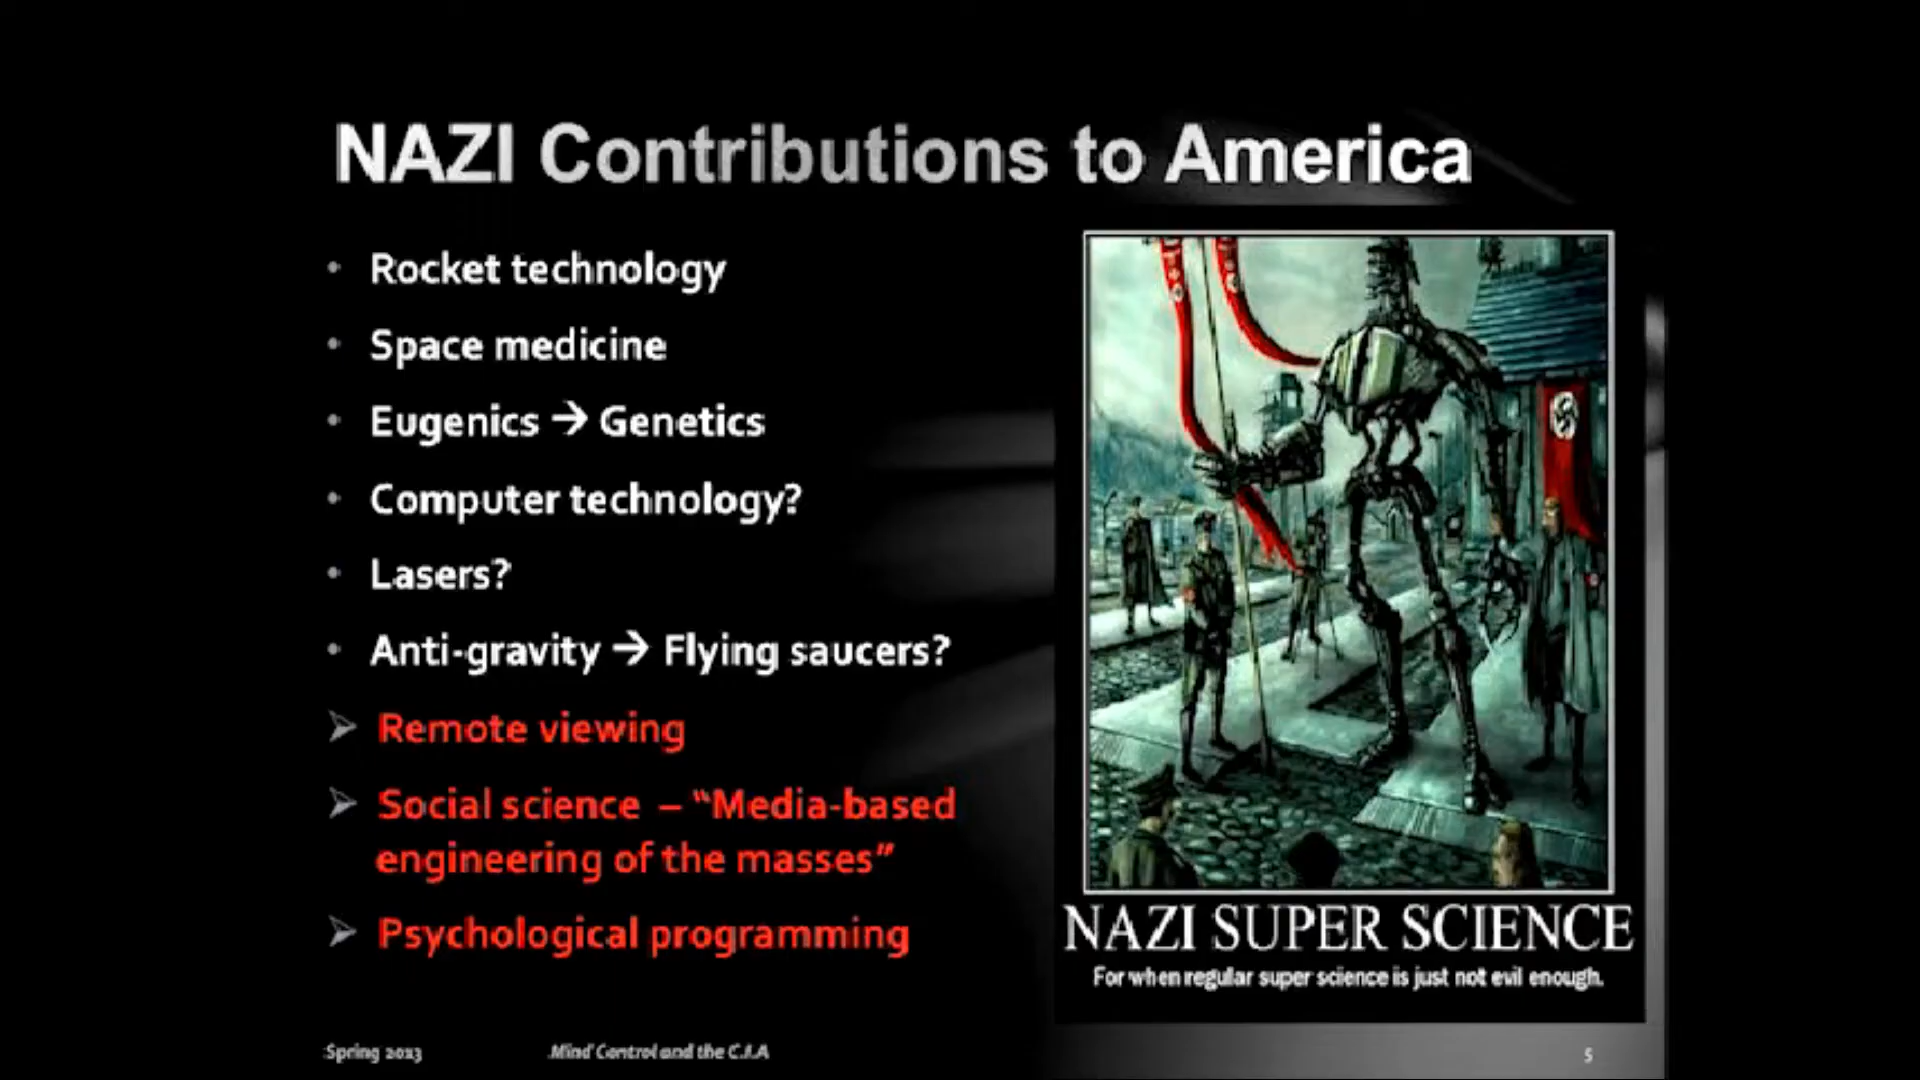 NAZI Contributions to America
• Rocket technology
• Space medicine
• Eugenics → Genetics
• Computer technology?
• Lasers?
• Anti-gravity → Flying saucers?
➢ Remote viewing
➢ Social science – “Media-based
engineering of the masses”
➢ Psychological programming
NAZI SUPER SCIENCE
For when regular super science is just not evil enough.
Spring 2013
Mind Control and the C.I.A
5